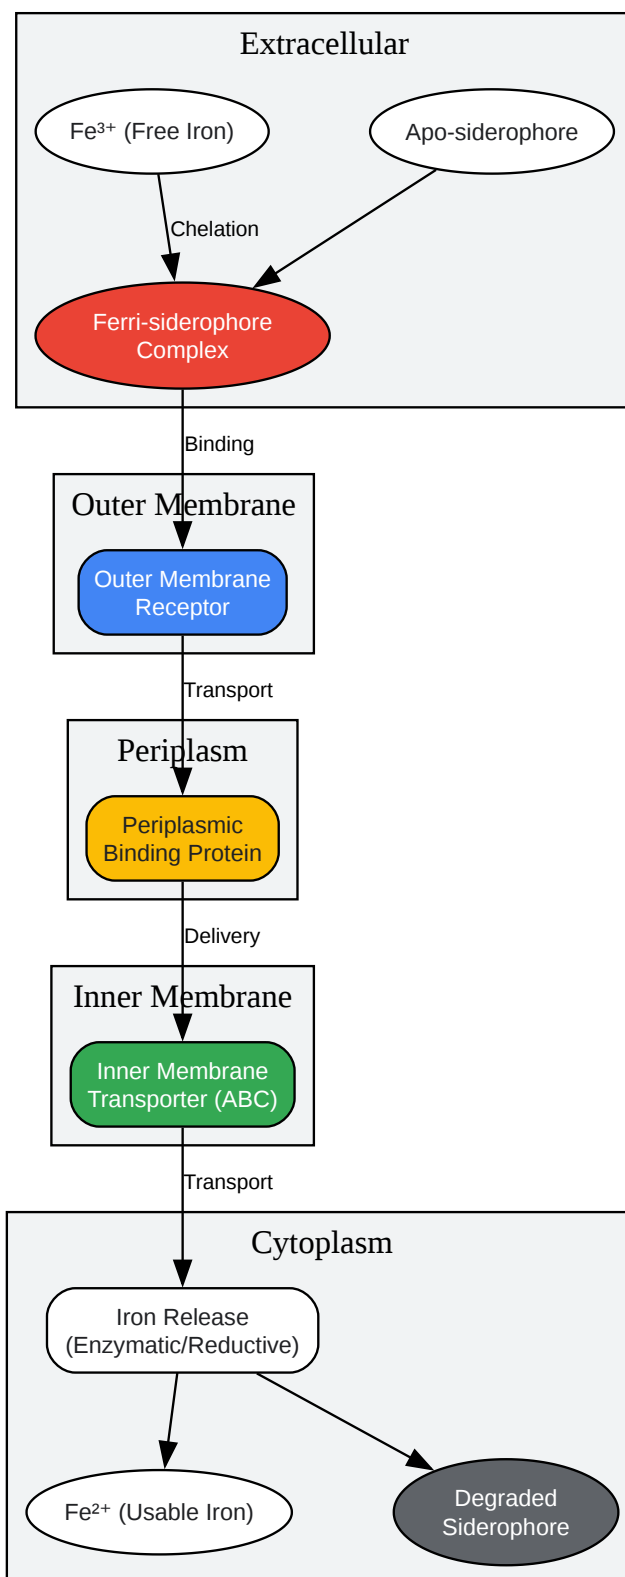 Extracellular
Fe³⁺ (Free Iron)
Apo-siderophore
Chelation
Ferri-siderophore
Complex
Binding
Outer Membrane
Outer Membrane
Receptor
Transport
Periplasm
Periplasmic
Binding Protein
Delivery
Inner Membrane
Inner Membrane
Transporter (ABC)
Transport
Cytoplasm
Iron Release
(Enzymatic/Reductive)
Fe²⁺ (Usable Iron)
Degraded
Siderophore